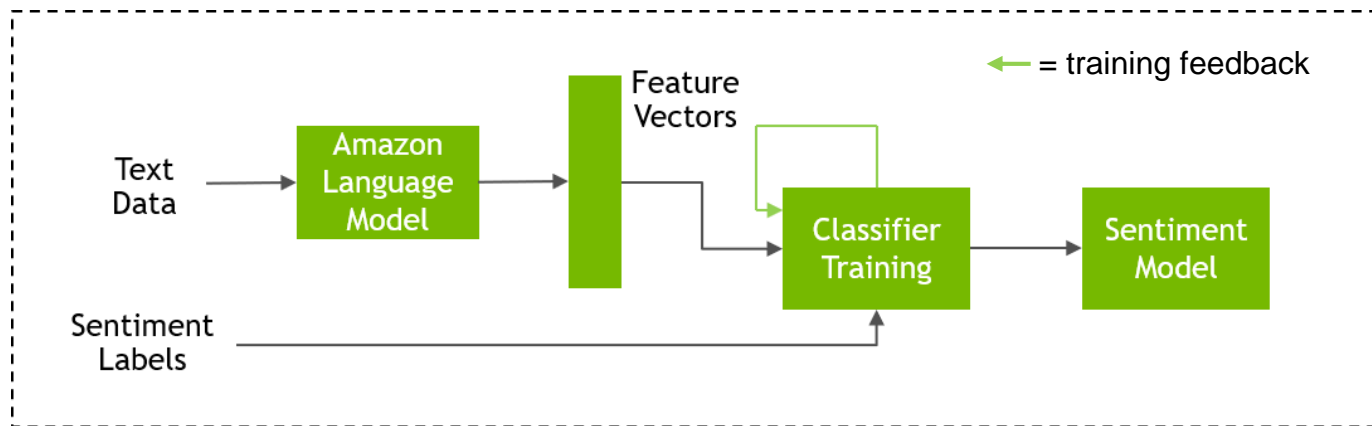 = training feedback
Feature
Vectors
Text
Data
Amazon
Language
Model
Classifier
Training
Sentiment
Model
Sentiment
Labels